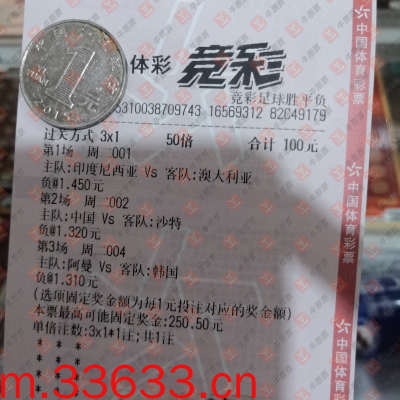 体彩 竞彩
竞彩足球胜平负
5310038709743 16569312 82C49179
过关方式 3x1 50倍 合计 100元
第1场 周二001
主队:印度尼西亚 Vs 客队:澳大利亚
负@1.450元
第2场 周二002
主队:中国 Vs 客队:沙特
负@1.320元
第3场 周二004
主队:阿曼 Vs 客队:韩国
负@1.310元
(选项固定奖金额为每1元投注对应的奖金额)
本票最高可能固定奖金:250.50元
单倍注数:3x1*1注;共1注
* * *
* * *
* * *
m.33633.cn
中国体育彩票
中国体育彩票
中国体育彩票